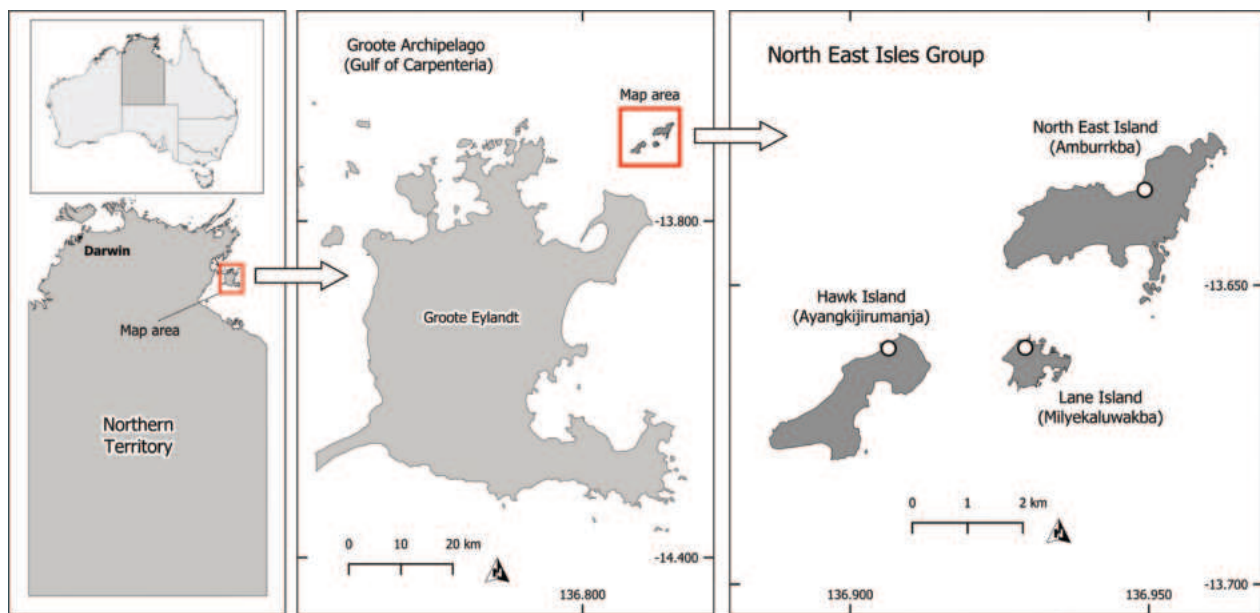 Darwin
Map area
Northern
Territory
Groote Archipelago
(Gulf of Carpenteria)
Map area
-13.800
Groote Eylandt
0 10 20 km
N
-14.400
136.800
North East Isles Group
North East Island
(Amburrkba)
-13.650
Hawk Island
(Ayangkijirumanja)
Lane Island
(Milyekaluwakba)
0 1 2 km
N
-13.700
136.900 136.950